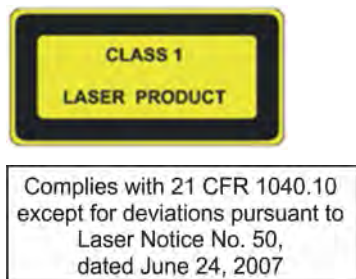 CLASS 1
LASER PRODUCT
Complies with 21 CFR 1040.10
except for deviations pursuant to
Laser Notice No. 50,
dated June 24, 2007